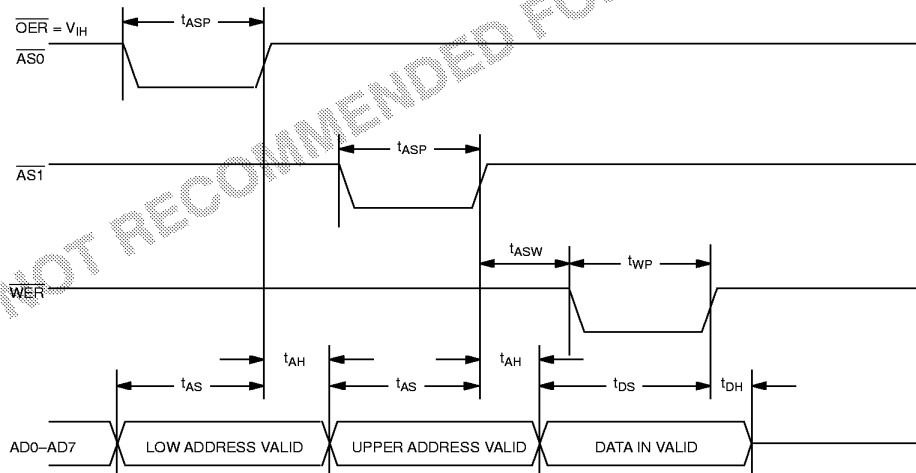 OER = VIH
tASP
AS0
tASP
AS1
tASW
tWP
WER
tAH
tAH
tAS
tAS
tDS
tDH
AD0–AD7
LOW ADDRESS VALID
UPPER ADDRESS VALID
DATA IN VALID
NOT RECOMMENDED FO